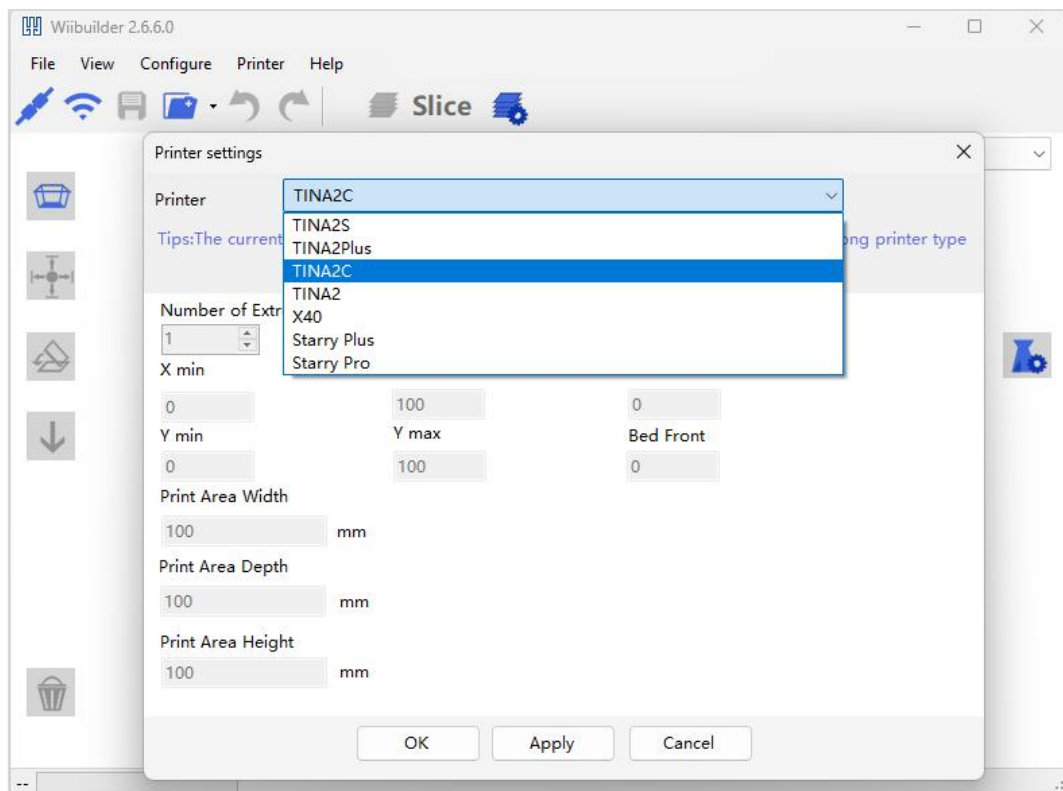 Wiibuilder 2.6.6.0
File View Configure Printer Help
Slice
Printer settings
Printer TINA2C
TINA2S
Tips:The current
ong printer type
TINA2Plus
TINA2C
TINA2
X40
Starry Plus
Starry Pro
Number of Extr
1
X min
0 100 0
Y min Y max Bed Front
0 100 0
Print Area Width
100 mm
Print Area Depth
100 mm
Print Area Height
100 mm
OK Apply Cancel
--